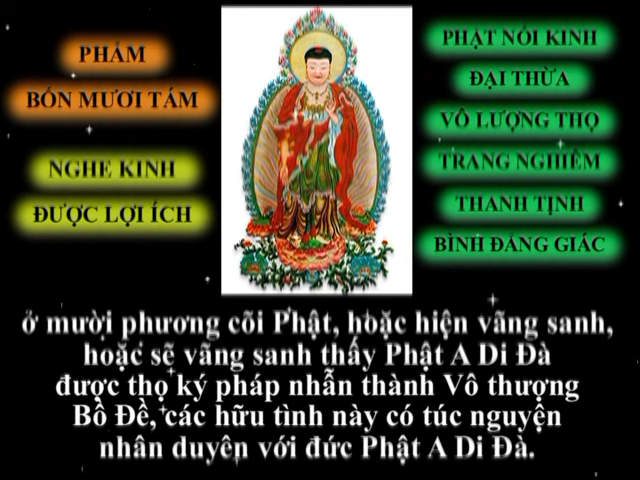 PHẨM
BỐN MƯƠI TÁM
NGHE KINH
ĐƯỢC LỢI ÍCH
PHẬT NÓI KINH
ĐẠI THỪA
VÔ LƯỢNG THỌ
TRANG NGHIÊM
THANH TỊNH
BÌNH ĐẲNG GIÁC
ở mười phương cõi Phật, hoặc hiện vãng sanh,
hoặc sẽ vãng sanh thấy Phật A Di Đà
được thọ ký pháp nhẫn thành Vô thượng
Bồ Đề, các hữu tình này có túc nguyện
nhân duyên với đức Phật A Di Đà.